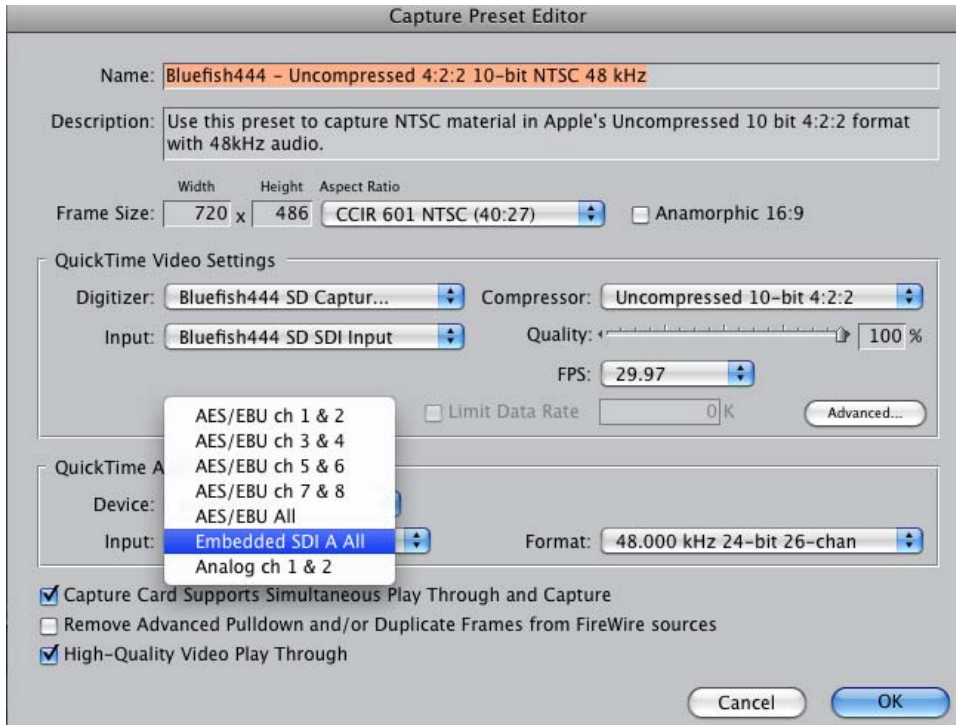 Capture Preset Editor
Name: Bluefish444 - Uncompressed 4:2:2 10-bit NTSC 48 kHz
Description: Use this preset to capture NTSC material in Apple's Uncompressed 10 bit 4:2:2 format
with 48kHz audio.
Width Height Aspect Ratio
Frame Size: 720 x 486 CCIR 601 NTSC (40:27) Anamorphic 16:9
QuickTime Video Settings
Digitizer: Bluefish444 SD Captur... Compressor: Uncompressed 10-bit 4:2:2
Input: Bluefish444 SD SDI Input Quality: 100 %
FPS: 29.97
Limit Data Rate 0 K Advanced...
AES/EBU ch 1 & 2
AES/EBU ch 3 & 4
AES/EBU ch 5 & 6
AES/EBU ch 7 & 8
AES/EBU All
Embedded SDI A All
Analog ch 1 & 2
QuickTime A
Device:
Input: Format: 48.000 kHz 24-bit 26-chan
Capture Card Supports Simultaneous Play Through and Capture
Remove Advanced Pulldown and/or Duplicate Frames from FireWire sources
High-Quality Video Play Through
Cancel OK